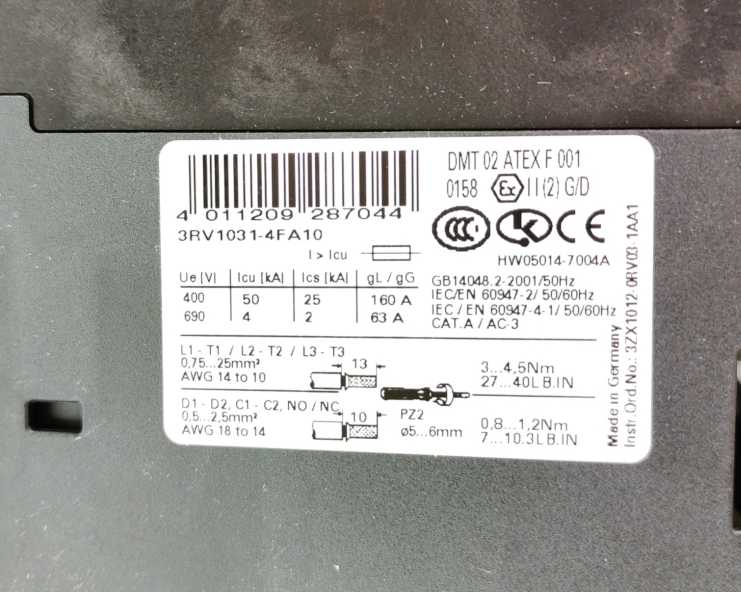 4 011209 287044
3RV1031-4FA10
I > Icu
Ue [V] Icu [kA] Ics [kA] gL / gG
400 50 25 160 A
690 4 2 63 A
DMT 02 ATEX F 001
0158 Ex II (2) G/D
CCC CE
HW05014-7004A
GB14048.2-2001/50Hz
IEC/EN 60947-2/ 50/60Hz
IEC / EN 60947-4-1/ 50/60Hz
CAT. A / AC-3
L1 - T1 / L2 - T2 / L3 - T3
0,75...25mm²
AWG 14 to 10
13
3...4,5Nm
27...40LB.IN
D1 - D2, C1 - C2, NO / NC
0,5...2,5mm²
AWG 18 to 14
10
PZ2
ø5...6mm
0,8...1,2Nm
7...10.3LB.IN
Made in Germany
Instr.Ord.No.: 3ZX1012-0RV03-1AA1